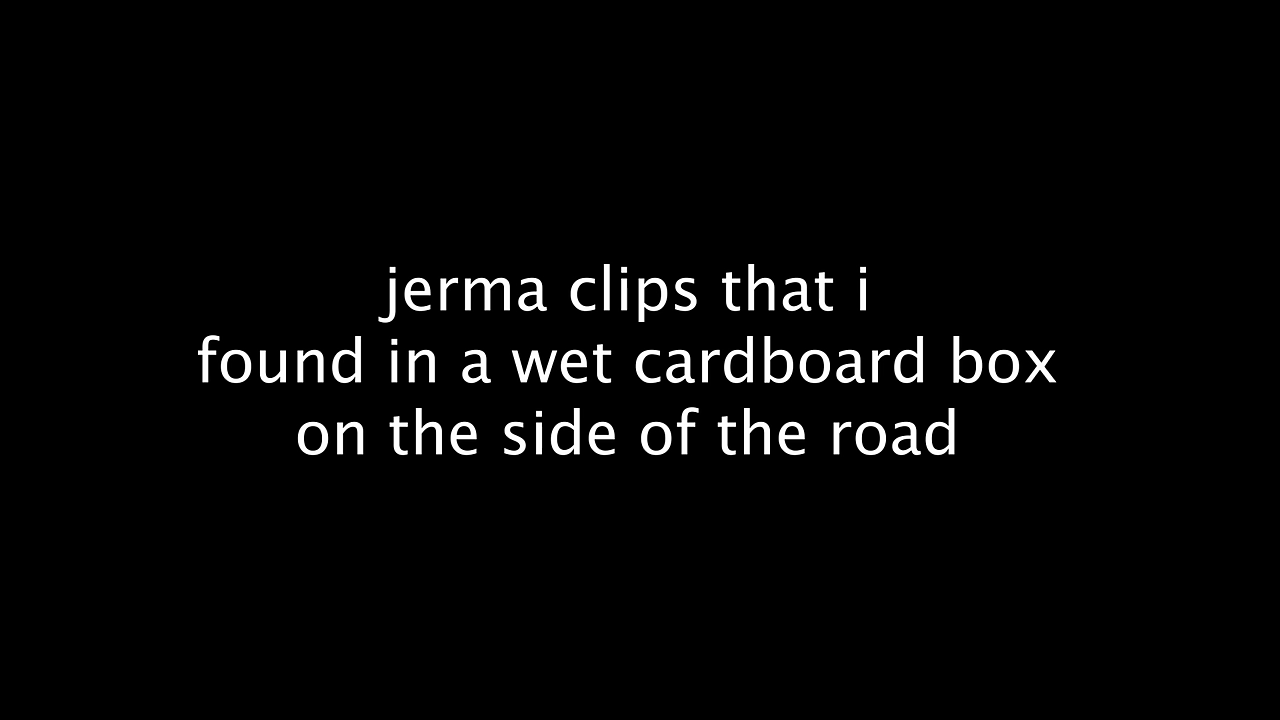 jerma clips that i
found in a wet cardboard box
on the side of the road